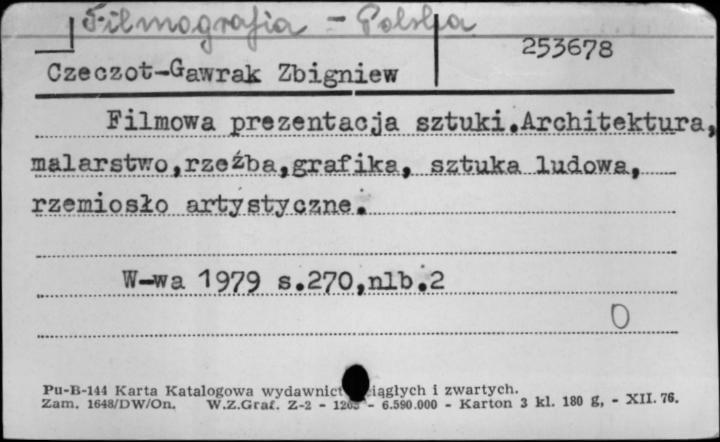 Filmografia - Polska
253678
Czeczot-Gawrak Zbigniew
Filmowa prezentacja sztuki.Architektura,
malarstwo,rzeźba,grafika, sztuka ludowa,
rzemiosło artystyczne.
W-wa 1979 s.270,nlb.2
O
Pu-B-144 Karta Katalogowa wydawnict ciągłych i zwartych.
Zam. 1648/DW/On. W.Z.Graf. Z-2 - - 6.590.000 - Karton 3 kl. 180 g, - XII. 76.